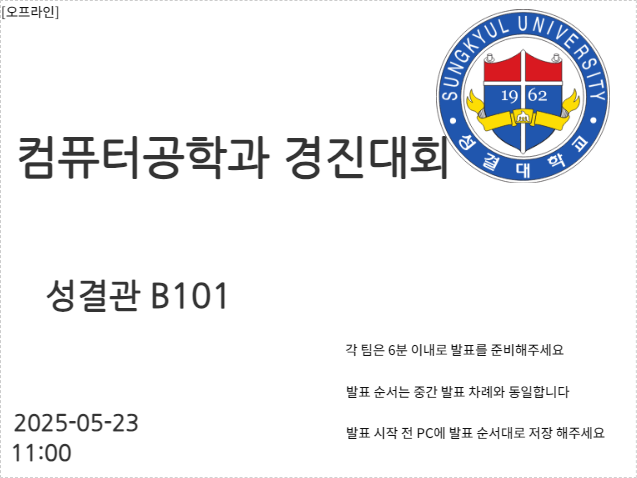 [오프라인]
SUNGKYUL UNIVERSITY
1962
성결대학교
컴퓨터공학과 경진대회
성결관 B101
각 팀은 6분 이내로 발표를 준비해주세요
발표 순서는 중간 발표 차례와 동일합니다
발표 시작 전 PC에 발표 순서대로 저장 해주세요
2025-05-23
11:00